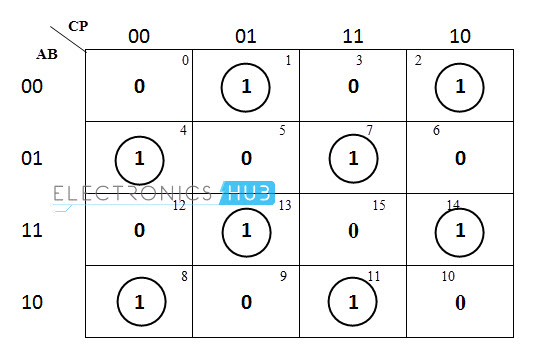 CP
AB
00 01 11 10
0 1 3 2
00 0 1 0 1
4 5 7 6
01 1 0 1 0
ELECTRONICS HUB
12 13 15 14
11 0 1 0 1
8 9 11 10
10 1 0 1 0